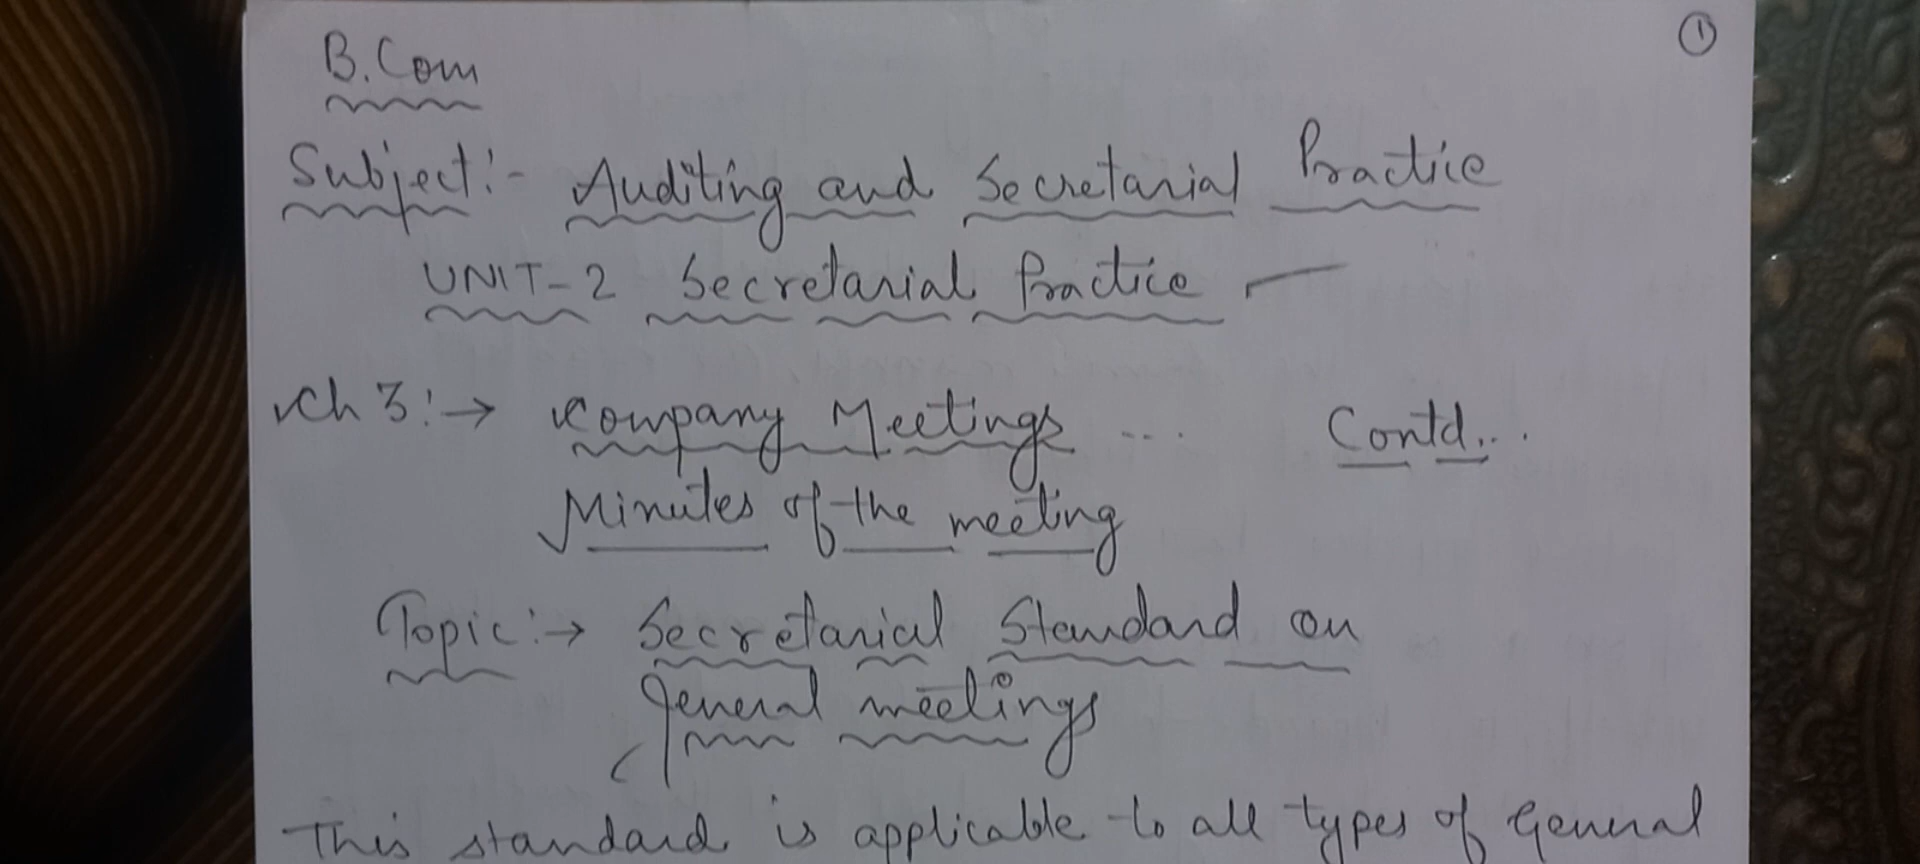 ①
B.Com
Subject:- Auditing and Secretarial Practice
UNIT-2 Secretarial Practice
Ch 3:→ Company Meetings ... Contd...
Minutes of the meeting
Topic:→ Secretarial Standard on
general meetings
This standard is applicable to all types of General